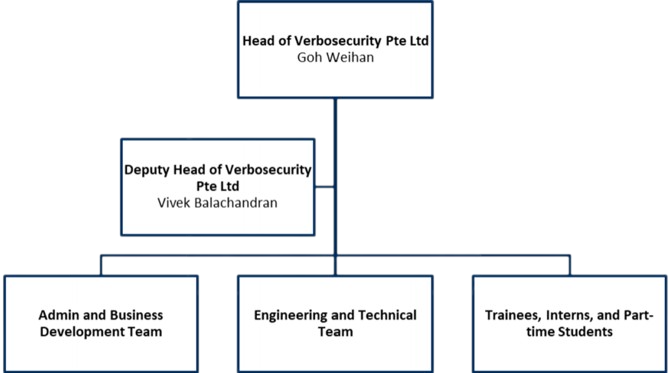 Head of Verbosecurity Pte Ltd
Goh Weihan
Deputy Head of Verbosecurity
Pte Ltd
Vivek Balachandran
Admin and Business
Development Team
Engineering and Technical
Team
Trainees, Interns, and Part-
time Students